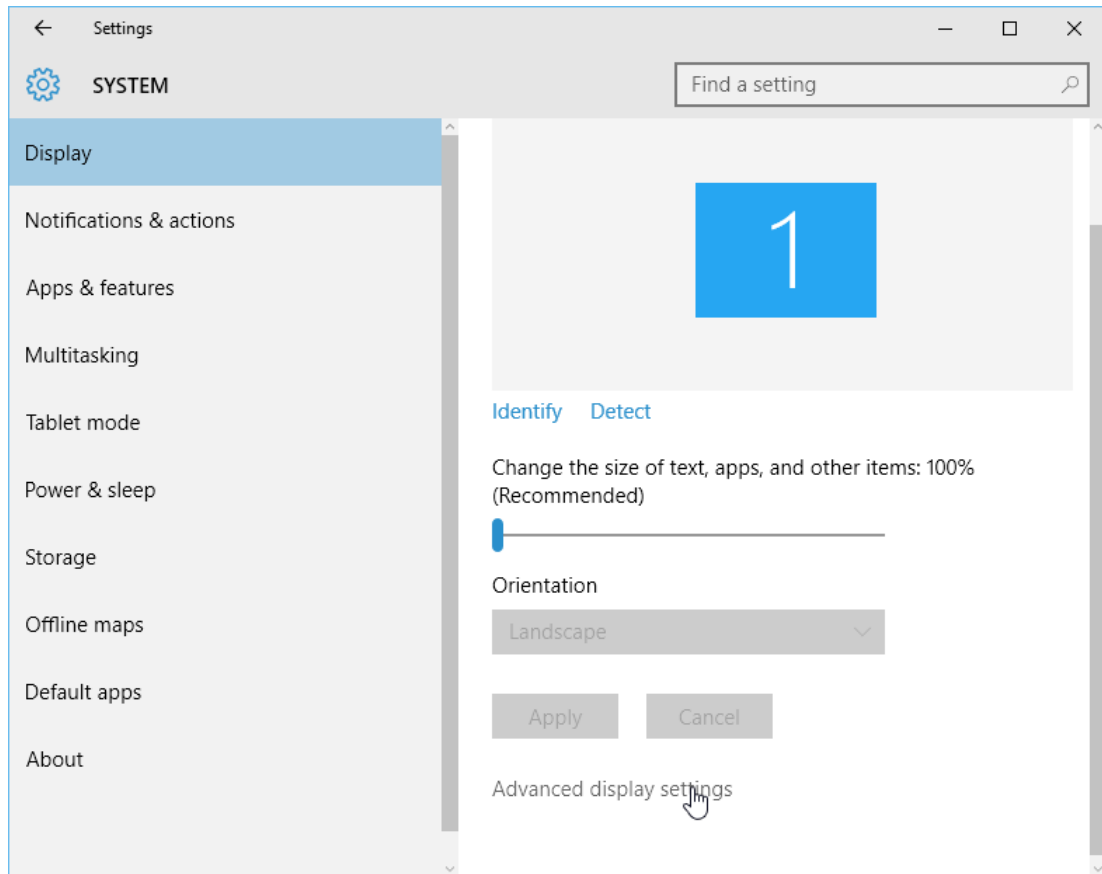 Settings
SYSTEM
Find a setting
Display
Notifications & actions
Apps & features
Multitasking
Tablet mode
Power & sleep
Storage
Offline maps
Default apps
About
1
Identify Detect
Change the size of text, apps, and other items: 100%
(Recommended)
Orientation
Landscape
Apply Cancel
Advanced display settings